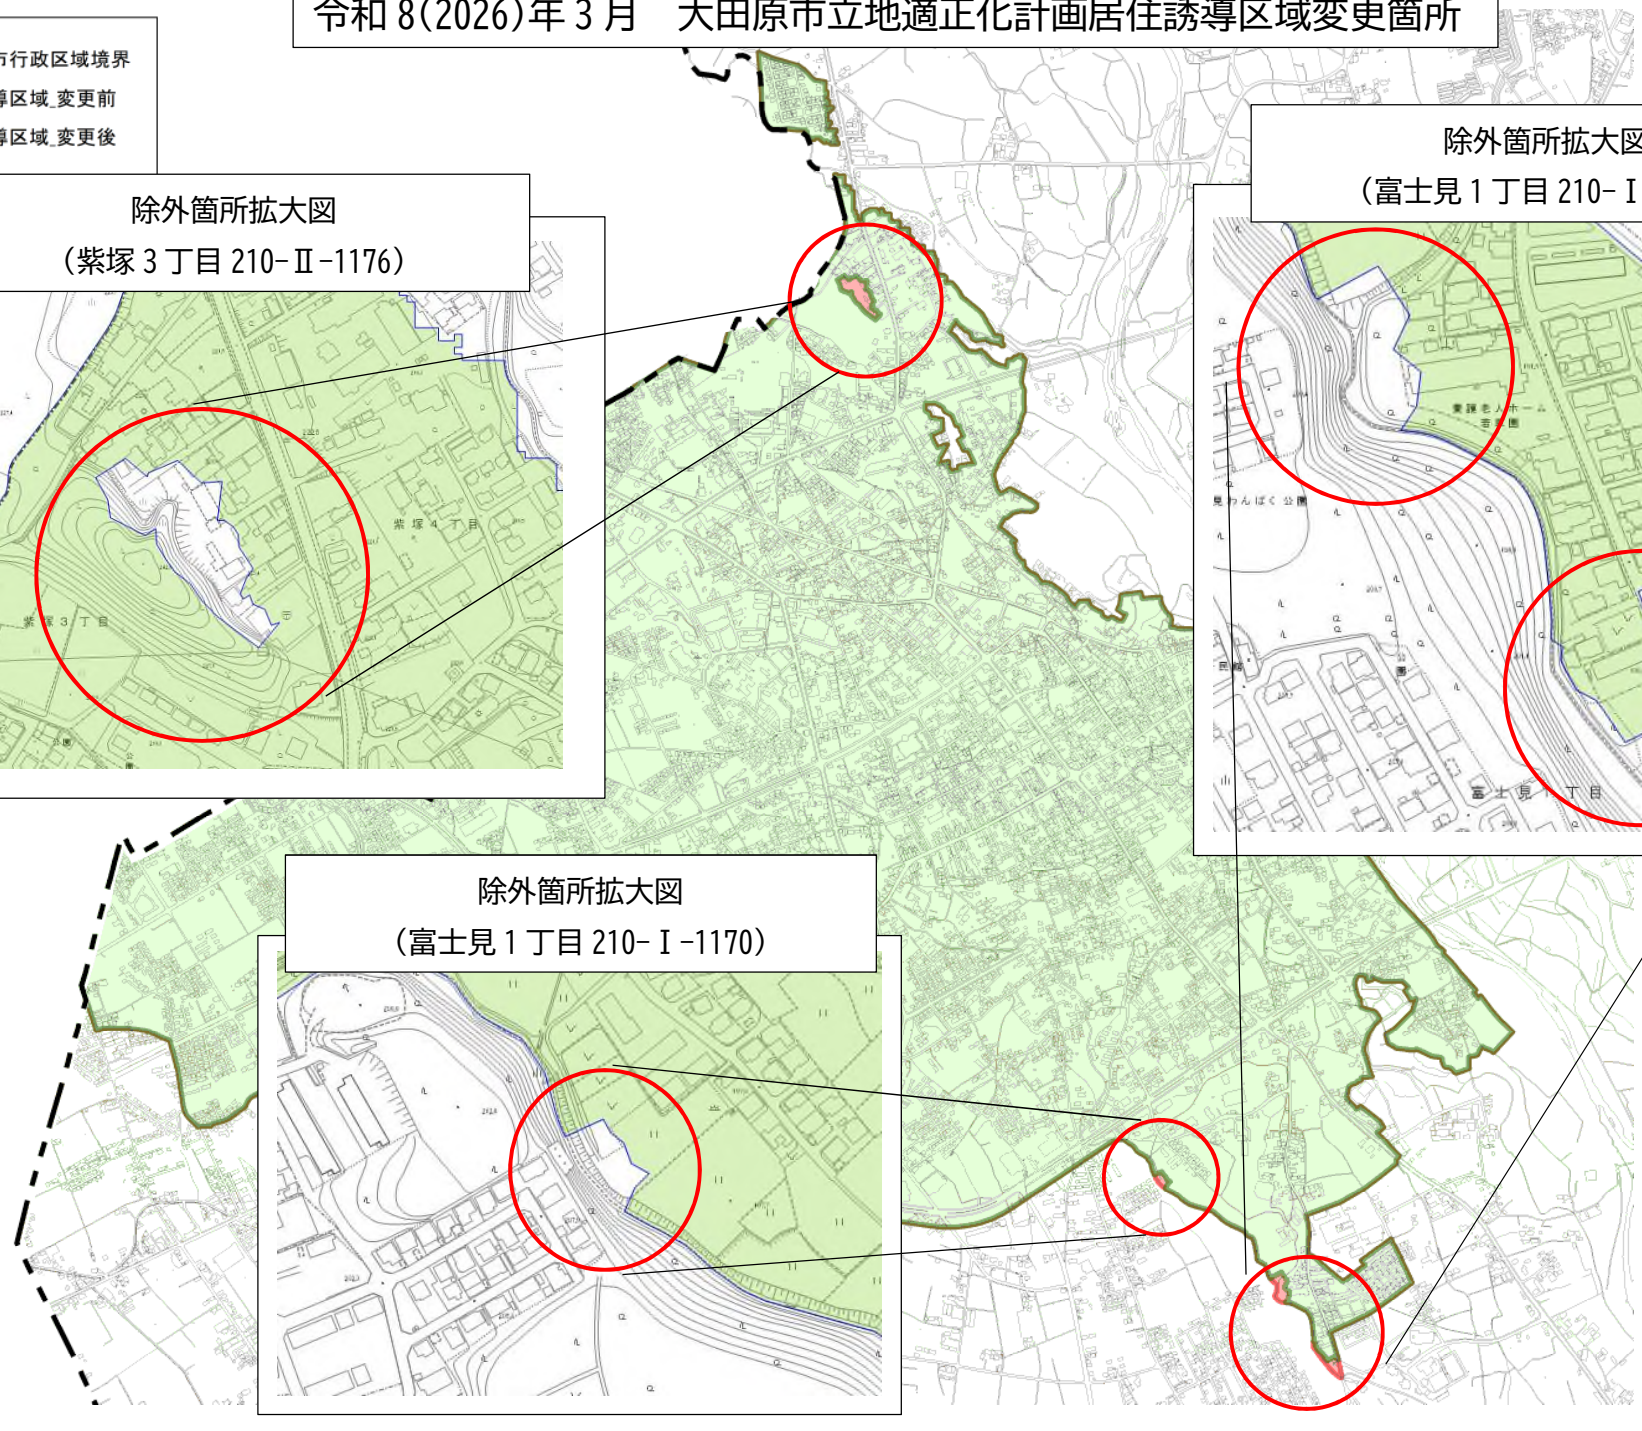 令和8(2026)年3月　大田原市立地適正化計画居住誘導区域変更箇所
市行政区域境界
導区域_変更前
導区域_変更後
除外箇所拡大図
（紫塚3丁目210-Ⅱ-1176）
紫塚4丁目
紫塚3丁目
公園
公園
除外箇所拡大図
（富士見1丁目210-Ⅰ
養護老人ホーム
見わんぱく公園
公園
富士見1丁目
除外箇所拡大図
（富士見1丁目210-Ⅰ-1170）